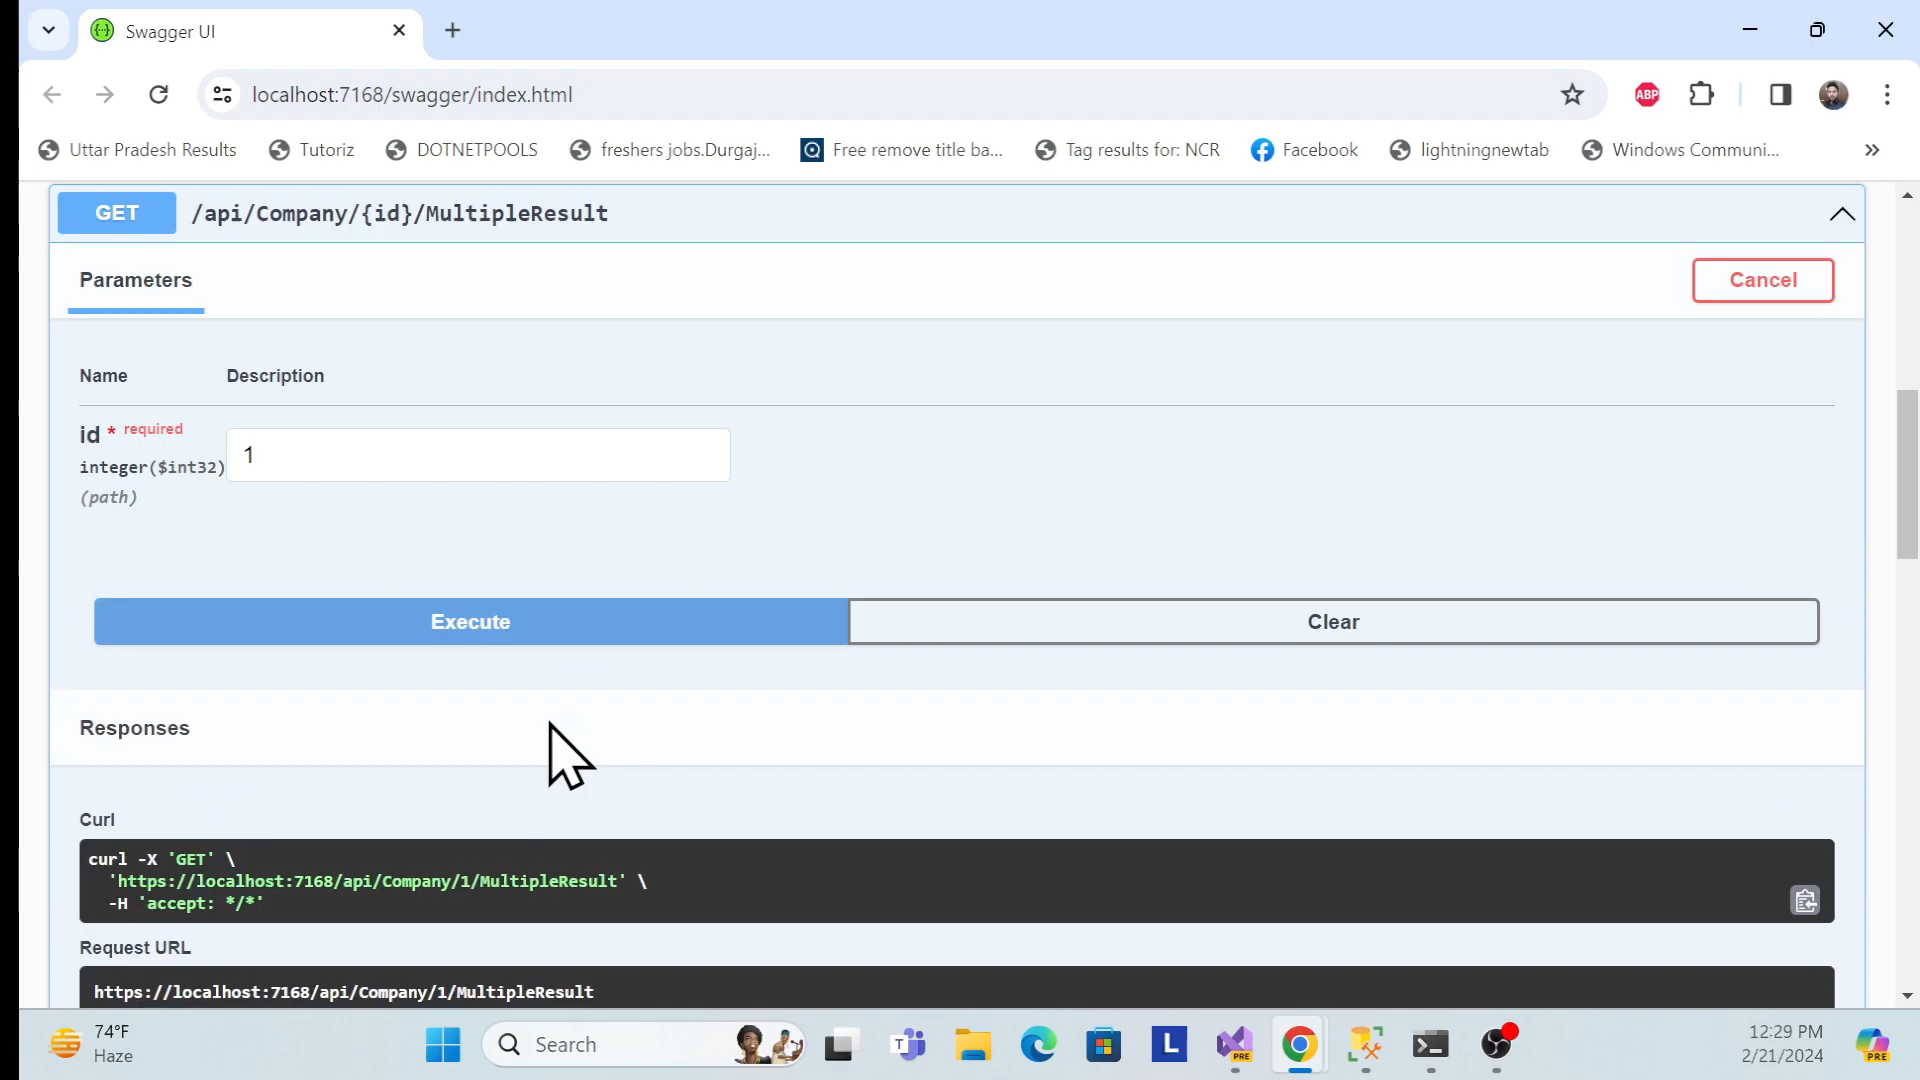 Swagger UI
localhost:7168/swagger/index.html
ABP
Uttar Pradesh Results
Tutoriz
DOTNETPOOLS
freshers jobs.Durgaj...
Free remove title ba...
Tag results for: NCR
Facebook
lightningnewtab
Windows Communi...
GET /api/Company/{id}/MultipleResult
Parameters
Cancel
Name Description
id * required
integer($int32)
(path)
1
Execute
Clear
Responses
Curl
curl -X 'GET' \
'https://localhost:7168/api/Company/1/MultipleResult' \
-H 'accept: */*'
Request URL
https://localhost:7168/api/Company/1/MultipleResult
74°F
Haze
Search
T
L
PRE
12:29 PM
2/21/2024
PRE